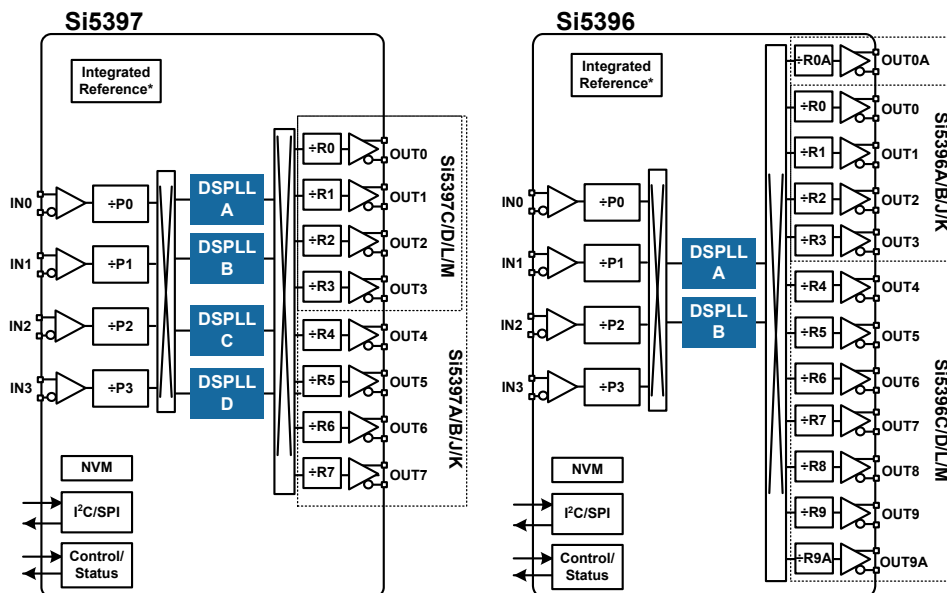 Si5397
Integrated
Reference*
IN0
IN1
IN2
IN3
÷P0
÷P1
÷P2
÷P3
DSPLL
A
DSPLL
B
DSPLL
C
DSPLL
D
÷R0
÷R1
÷R2
÷R3
÷R4
÷R5
÷R6
÷R7
OUT0
OUT1
OUT2
OUT3
OUT4
OUT5
OUT6
OUT7
Si5397C/D/L/M
Si5397A/B/J/K
NVM
I²C/SPI
Control/
Status
Si5396
Integrated
Reference*
IN0
IN1
IN2
IN3
÷P0
÷P1
÷P2
÷P3
DSPLL
A
DSPLL
B
÷R0A
÷R0
÷R1
÷R2
÷R3
÷R4
÷R5
÷R6
÷R7
÷R8
÷R9
÷R9A
OUT0A
OUT0
OUT1
OUT2
OUT3
OUT4
OUT5
OUT6
OUT7
OUT8
OUT9
OUT9A
Si5396A/B/J/K
Si5396C/D/L/M
NVM
I²C/SPI
Control/
Status